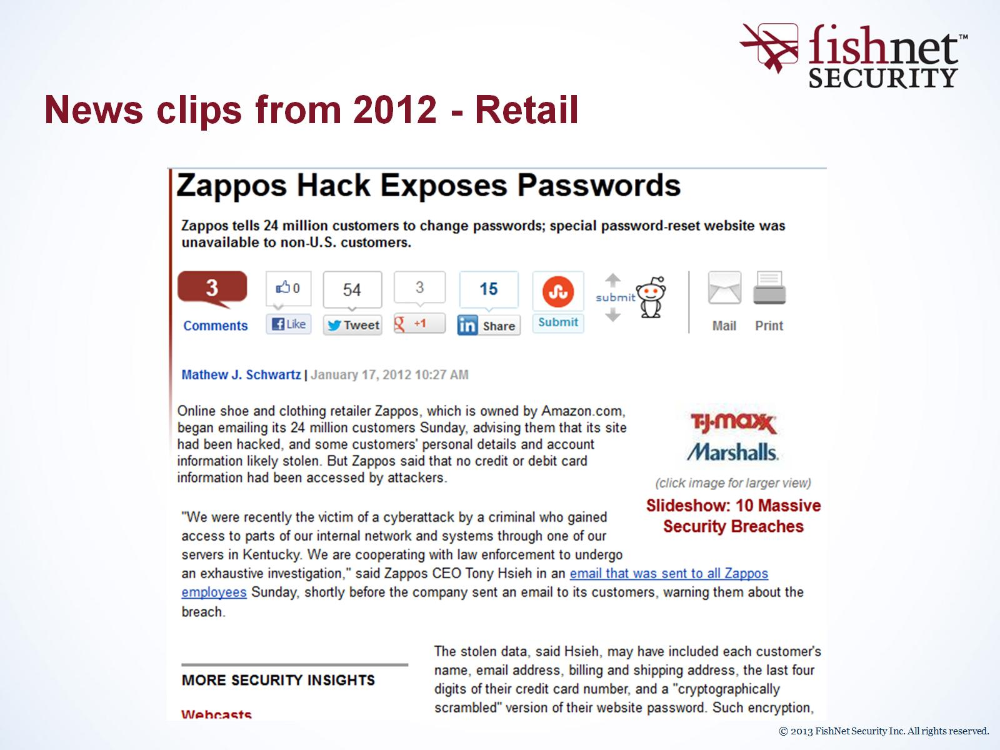 fishnet™
SECURITY
News clips from 2012 - Retail
Zappos Hack Exposes Passwords
Zappos tells 24 million customers to change passwords; special password-reset website was
unavailable to non-U.S. customers.
3
Comments
0
Like
54
Tweet
3
+1
15
in Share
Submit
submit
Mail
Print
Mathew J. Schwartz | January 17, 2012 10:27 AM
Online shoe and clothing retailer Zappos, which is owned by Amazon.com,
began emailing its 24 million customers Sunday, advising them that its site
had been hacked, and some customers' personal details and account
information likely stolen. But Zappos said that no credit or debit card
information had been accessed by attackers.
T·J·maxx
Marshalls.
(click image for larger view)
Slideshow: 10 Massive
Security Breaches
"We were recently the victim of a cyberattack by a criminal who gained
access to parts of our internal network and systems through one of our
servers in Kentucky. We are cooperating with law enforcement to undergo
an exhaustive investigation," said Zappos CEO Tony Hsieh in an email that was sent to all Zappos
employees Sunday, shortly before the company sent an email to its customers, warning them about the
breach.
MORE SECURITY INSIGHTS
Webcasts
The stolen data, said Hsieh, may have included each customer's
name, email address, billing and shipping address, the last four
digits of their credit card number, and a "cryptographically
scrambled" version of their website password. Such encryption,
© 2013 FishNet Security Inc. All rights reserved.